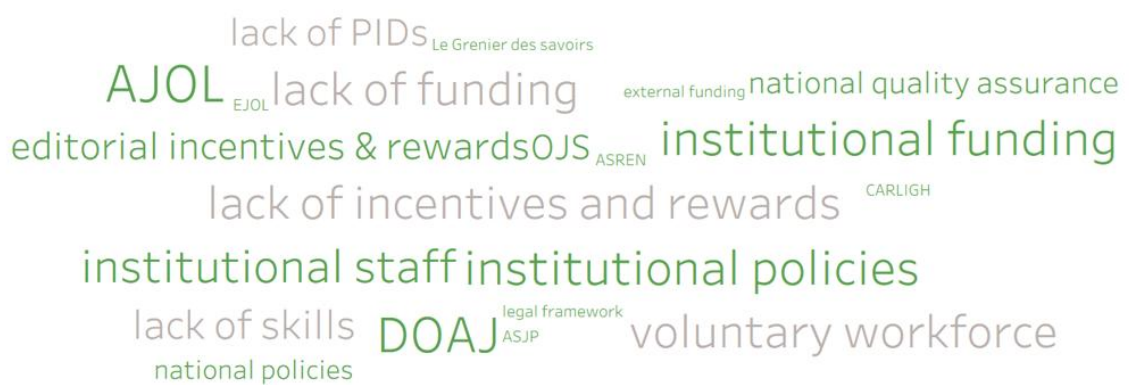 lack of PIDs Le Grenier des savoirs
AJOL EJOL lack of funding external funding national quality assurance
editorial incentives & rewards OJS ASREN institutional funding
lack of incentives and rewards CARLIGH
institutional staff institutional policies
lack of skills DOAJ legal framework ASJP voluntary workforce
national policies